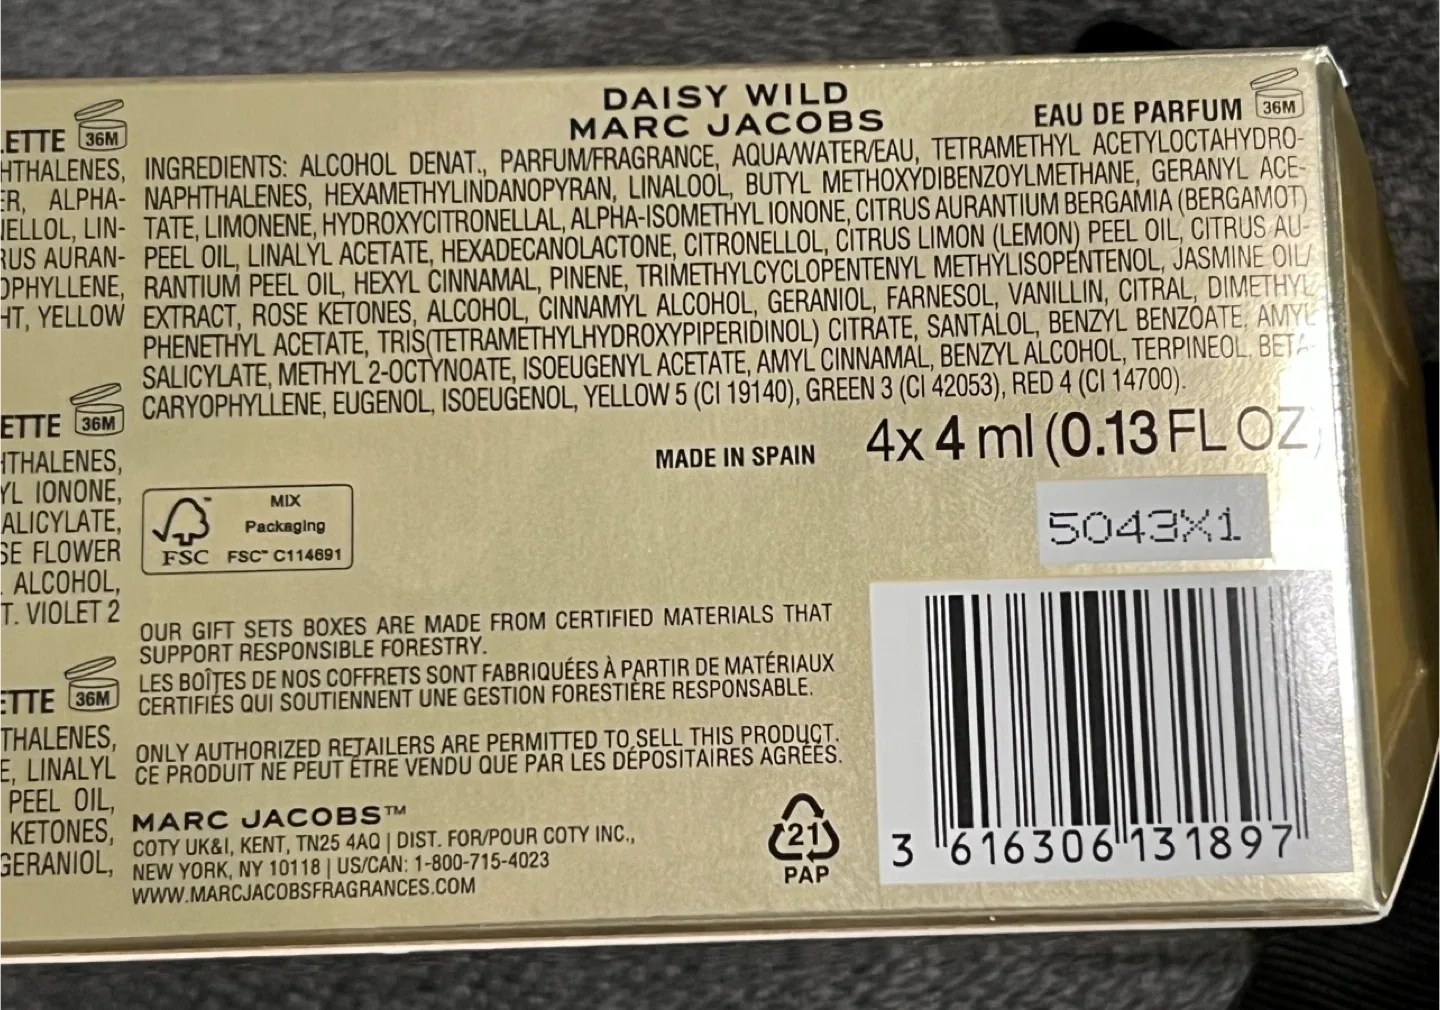 ETTE 36M
HTHALENES,
ER, ALPHA-
NELLOL, LIN-
RUS AURAN-
OPHYLLENE,
HT, YELLOW
ETTE 36M
HTHALENES,
YL IONONE,
ALICYLATE,
SE FLOWER
ALCOHOL,
T. VIOLET 2
ETTE 36M
THALENES,
E, LINALYL
PEEL OIL,
KETONES,
GERANIOL,
DAISY WILD
MARC JACOBS
EAU DE PARFUM 36M
INGREDIENTS: ALCOHOL DENAT., PARFUM/FRAGRANCE, AQUA/WATER/EAU, TETRAMETHYL ACETYLOCTAHYDRO-
NAPHTHALENES, HEXAMETHYLINDANOPYRAN, LINALOOL, BUTYL METHOXYDIBENZOYLMETHANE, GERANYL ACE-
TATE, LIMONENE, HYDROXYCITRONELLAL, ALPHA-ISOMETHYL IONONE, CITRUS AURANTIUM BERGAMIA (BERGAMOT)
PEEL OIL, LINALYL ACETATE, HEXADECANOLACTONE, CITRONELLOL, CITRUS LIMON (LEMON) PEEL OIL, CITRUS AU-
RANTIUM PEEL OIL, HEXYL CINNAMAL, PINENE, TRIMETHYLCYCLOPENTENYL METHYLISOPENTENOL, JASMINE OIL/
EXTRACT, ROSE KETONES, ALCOHOL, CINNAMYL ALCOHOL, GERANIOL, FARNESOL, VANILLIN, CITRAL, DIMETHYL
PHENETHYL ACETATE, TRIS(TETRAMETHYLHYDROXYPIPERIDINOL) CITRATE, SANTALOL, BENZYL BENZOATE, AMYL
SALICYLATE, METHYL 2-OCTYNOATE, ISOEUGENYL ACETATE, AMYL CINNAMAL, BENZYL ALCOHOL, TERPINEOL, BETA-
CARYOPHYLLENE, EUGENOL, ISOEUGENOL, YELLOW 5 (CI 19140), GREEN 3 (CI 42053), RED 4 (CI 14700).
MADE IN SPAIN
4x 4 ml (0.13 FL OZ)
5043X1
FSC™
MIX
Packaging
FSC™ C114691
OUR GIFT SETS BOXES ARE MADE FROM CERTIFIED MATERIALS THAT
SUPPORT RESPONSIBLE FORESTRY.
LES BOÎTES DE NOS COFFRETS SONT FABRIQUÉES À PARTIR DE MATÉRIAUX
CERTIFIÉS QUI SOUTIENNENT UNE GESTION FORESTIÈRE RESPONSABLE.
ONLY AUTHORIZED RETAILERS ARE PERMITTED TO SELL THIS PRODUCT.
CE PRODUIT NE PEUT ÊTRE VENDU QUE PAR LES DÉPOSITAIRES AGRÉÉS.
MARC JACOBS™
COTY UK&I, KENT, TN25 4AQ | DIST. FOR/POUR COTY INC.,
NEW YORK, NY 10118 | US/CAN: 1-800-715-4023
WWW.MARCJACOBSFRAGRANCES.COM
21
PAP
3 616306 131897